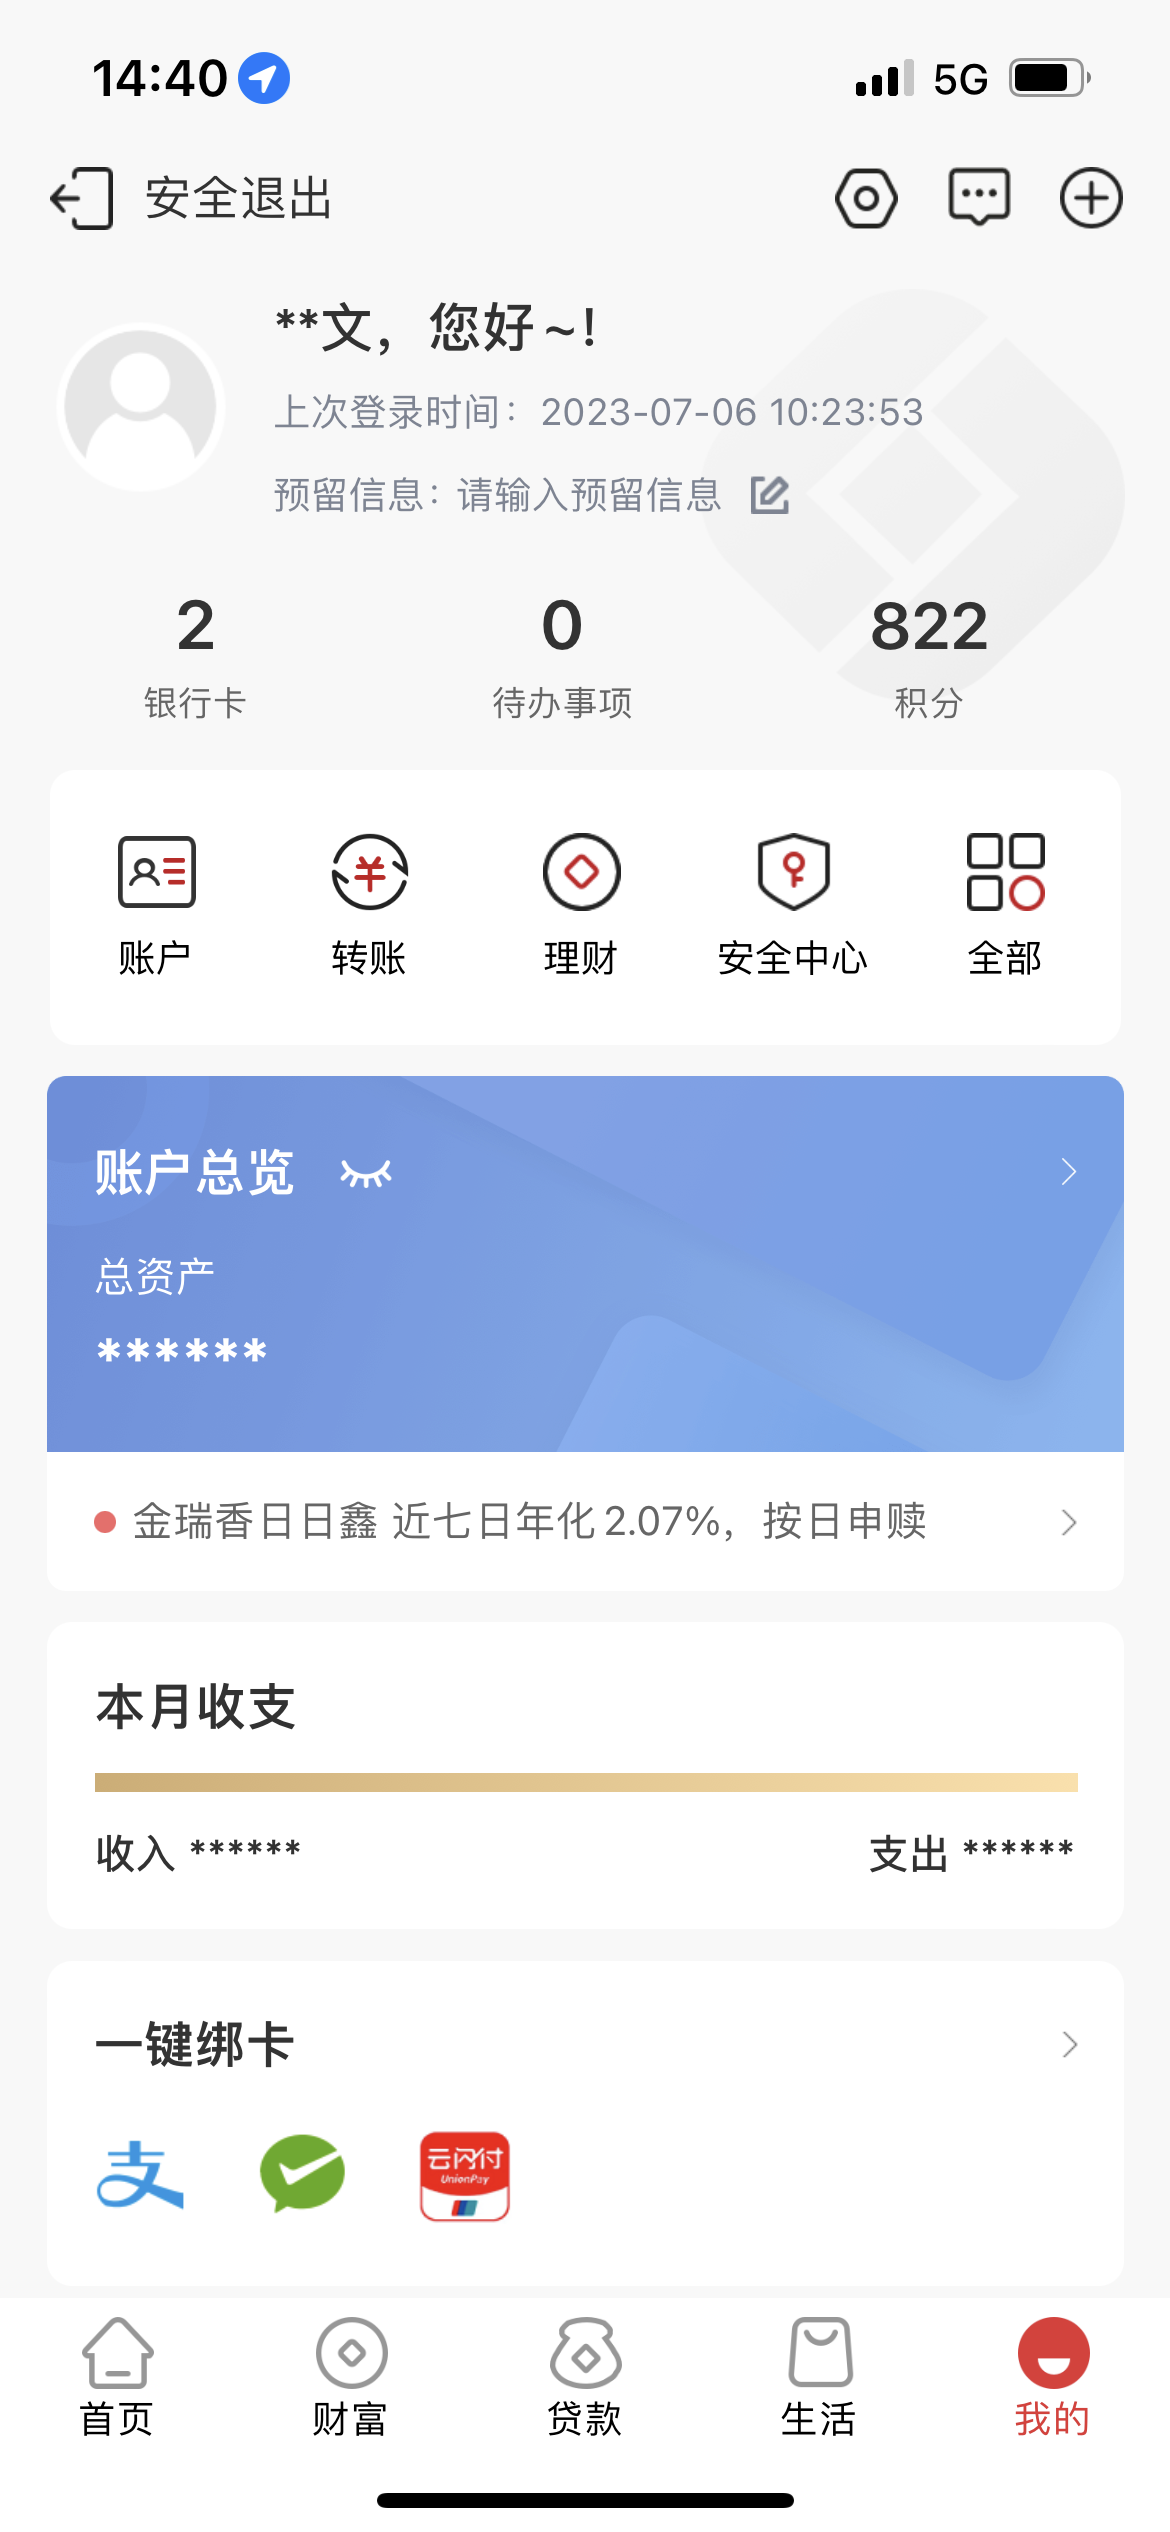 14:40
5G
安全退出
**文，您好~!
上次登录时间：2023-07-06 10:23:53
预留信息：请输入预留信息
2 0 822
银行卡 待办事项 积分
账户 转账 理财 安全中心 全部
账户总览
总资产
******
金瑞香日日鑫 近七日年化2.07%，按日申赎
本月收支
收入 ****** 支出 ******
一键绑卡
支
云闪付
UnionPay
首页 财富 贷款 生活 我的